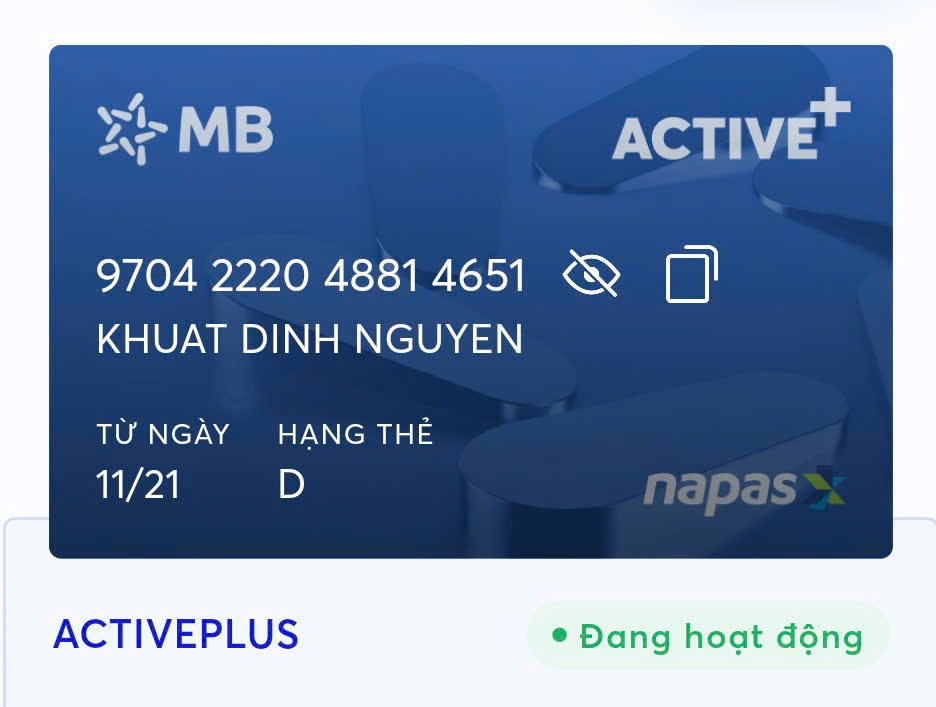 MB
ACTIVE+
9704 2220 4881 4651
KHUAT DINH NGUYEN
TỪ NGÀY HẠNG THẺ
11/21 D
napas
ACTIVEPLUS
Đang hoạt động